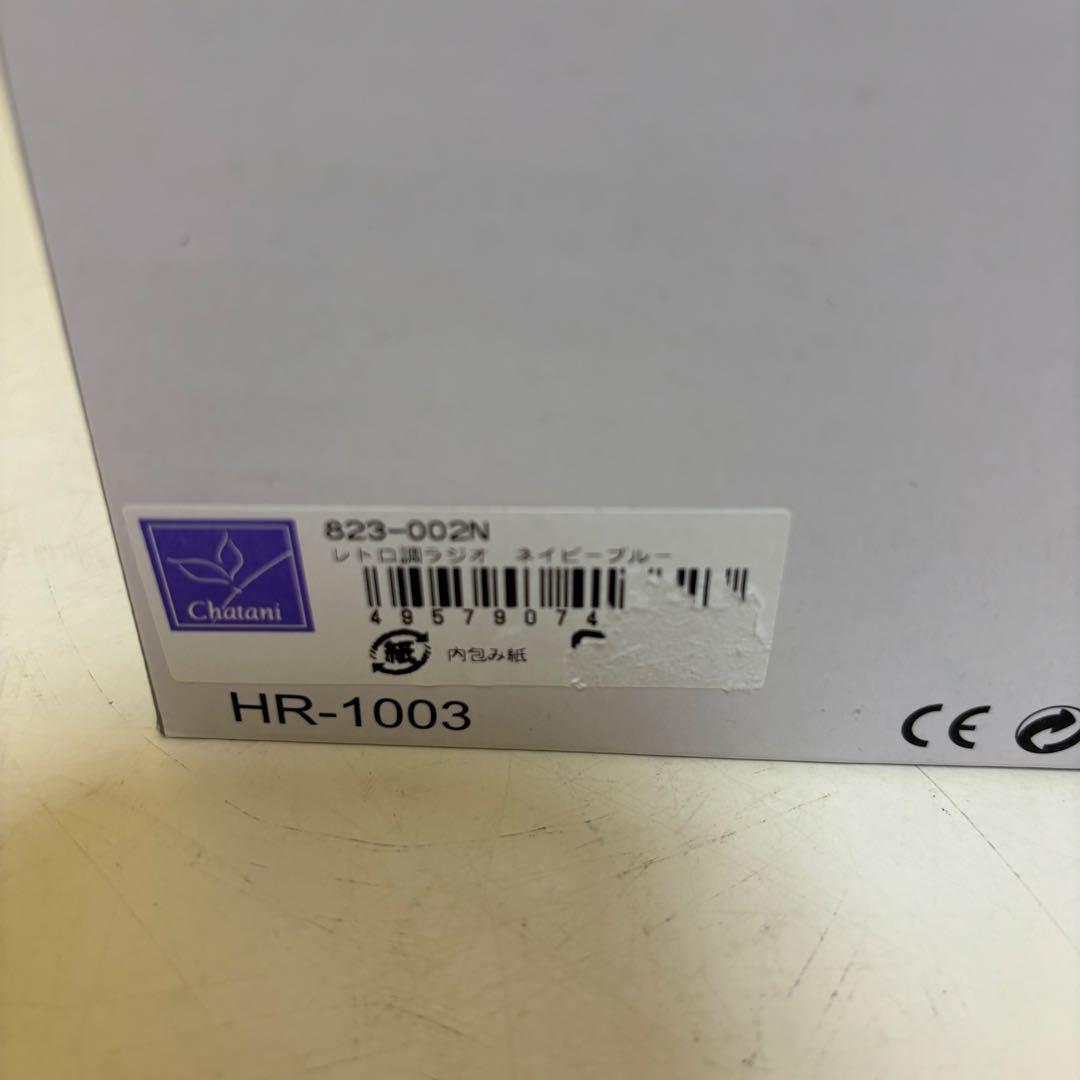 823-002N
レトロ調ラジオ ネイビーブルー
Chatani
49579074
紙 内包み紙
HR-1003
CE